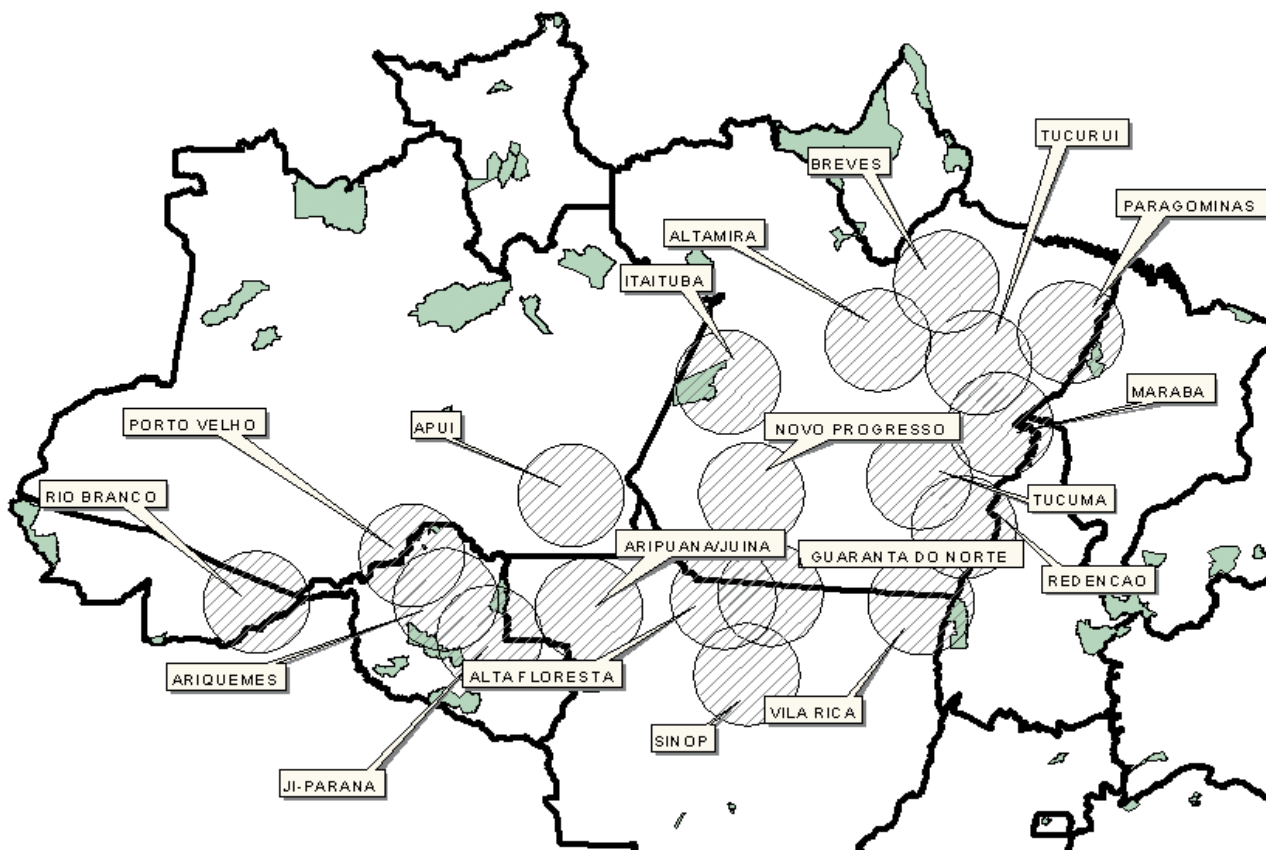 TUCURUI
BREVES
PARAGOMINAS
ALTAMIRA
ITAITUBA
MARABA
PORTO VELHO
APUI
NOVO PROGRESSO
RIO BRANCO
TUCUMA
ARIPUANA/JUINA
GUARANTA DO NORTE
REDENCAO
ARIQUEMES
ALTA FLORESTA
VILA RICA
SINOP
JI-PARANA